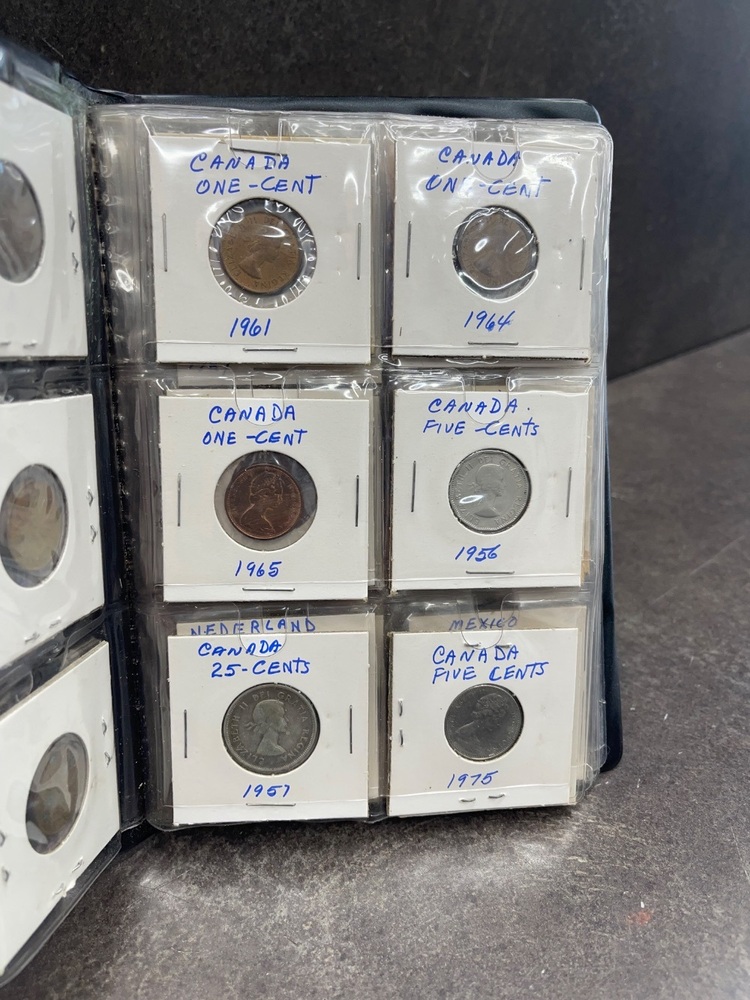 CANADA
ONE-CENT
1961
CANADA
ONE-CENT
1964
CANADA
ONE-CENT
1965
CANADA.
FIVE-CENTS
1956
NEDERLAND
CANADA
25-CENTS
1957
MEXICO
CANADA
FIVE CENTS
1975